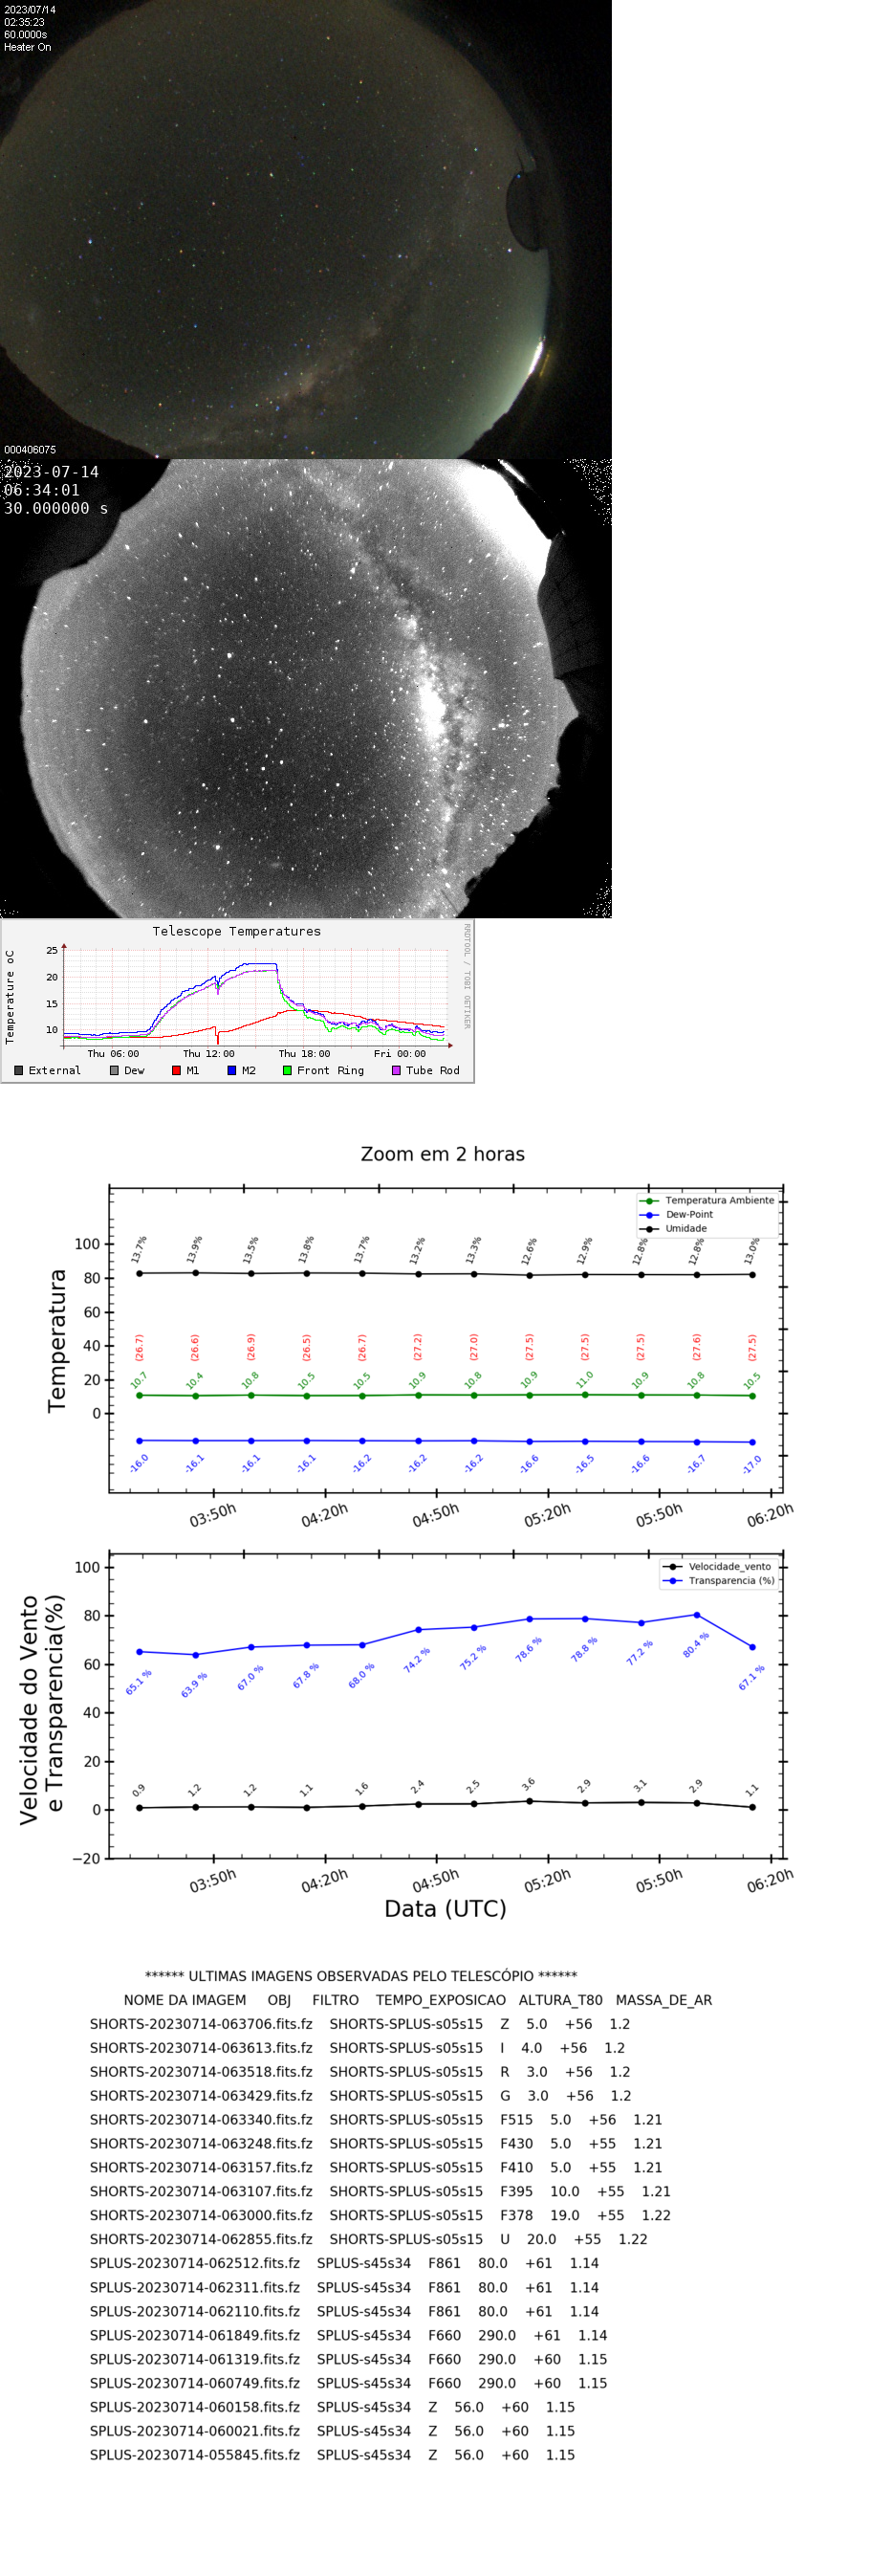 2023/07/14
02:35:23
60.0000s
Heater On
000406075
2023-07-14
06:34:01
30.000000 s
Telescope Temperatures
RRDTOOL / TOBI OETIKER
Temperature oC
25
20
15
10
Thu 06:00 Thu 12:00 Thu 18:00 Fri 00:00
External Dew M1 M2 Front Ring Tube Rod
Zoom em 2 horas
Temperatura Ambiente
Dew-Point
Umidade
Temperatura
100
80
60
40
20
0
13.7% 13.9% 13.5% 13.8% 13.7% 13.2% 13.3% 12.6% 12.9% 12.8% 12.8% 13.0%
(26.7) (26.6) (26.9) (26.5) (26.7) (27.2) (27.0) (27.5) (27.5) (27.5) (27.6) (27.5)
10.7 10.4 10.8 10.5 10.5 10.9 10.8 10.9 11.0 10.9 10.8 10.5
-16.0 -16.1 -16.1 -16.1 -16.2 -16.2 -16.2 -16.6 -16.5 -16.6 -16.7 -17.0
03:50h 04:20h 04:50h 05:20h 05:50h 06:20h
Velocidade_vento
Transparencia (%)
Velocidade do Vento
e Transparencia(%)
100
80
60
40
20
0
−20
65.1 % 63.9 % 67.0 % 67.8 % 68.0 % 74.2 % 75.2 % 78.6 % 78.8 % 77.2 % 80.4 % 67.1 %
0.9 1.2 1.2 1.1 1.6 2.4 2.5 3.6 2.9 3.1 2.9 1.1
03:50h 04:20h 04:50h 05:20h 05:50h 06:20h
Data (UTC)
****** ULTIMAS IMAGENS OBSERVADAS PELO TELESCÓPIO ******
NOME DA IMAGEM OBJ FILTRO TEMPO_EXPOSICAO ALTURA_T80 MASSA_DE_AR
SHORTS-20230714-063706.fits.fz SHORTS-SPLUS-s05s15 Z 5.0 +56 1.2
SHORTS-20230714-063613.fits.fz SHORTS-SPLUS-s05s15 I 4.0 +56 1.2
SHORTS-20230714-063518.fits.fz SHORTS-SPLUS-s05s15 R 3.0 +56 1.2
SHORTS-20230714-063429.fits.fz SHORTS-SPLUS-s05s15 G 3.0 +56 1.2
SHORTS-20230714-063340.fits.fz SHORTS-SPLUS-s05s15 F515 5.0 +56 1.21
SHORTS-20230714-063248.fits.fz SHORTS-SPLUS-s05s15 F430 5.0 +55 1.21
SHORTS-20230714-063157.fits.fz SHORTS-SPLUS-s05s15 F410 5.0 +55 1.21
SHORTS-20230714-063107.fits.fz SHORTS-SPLUS-s05s15 F395 10.0 +55 1.21
SHORTS-20230714-063000.fits.fz SHORTS-SPLUS-s05s15 F378 19.0 +55 1.22
SHORTS-20230714-062855.fits.fz SHORTS-SPLUS-s05s15 U 20.0 +55 1.22
SPLUS-20230714-062512.fits.fz SPLUS-s45s34 F861 80.0 +61 1.14
SPLUS-20230714-062311.fits.fz SPLUS-s45s34 F861 80.0 +61 1.14
SPLUS-20230714-062110.fits.fz SPLUS-s45s34 F861 80.0 +61 1.14
SPLUS-20230714-061849.fits.fz SPLUS-s45s34 F660 290.0 +61 1.14
SPLUS-20230714-061319.fits.fz SPLUS-s45s34 F660 290.0 +60 1.15
SPLUS-20230714-060749.fits.fz SPLUS-s45s34 F660 290.0 +60 1.15
SPLUS-20230714-060158.fits.fz SPLUS-s45s34 Z 56.0 +60 1.15
SPLUS-20230714-060021.fits.fz SPLUS-s45s34 Z 56.0 +60 1.15
SPLUS-20230714-055845.fits.fz SPLUS-s45s34 Z 56.0 +60 1.15